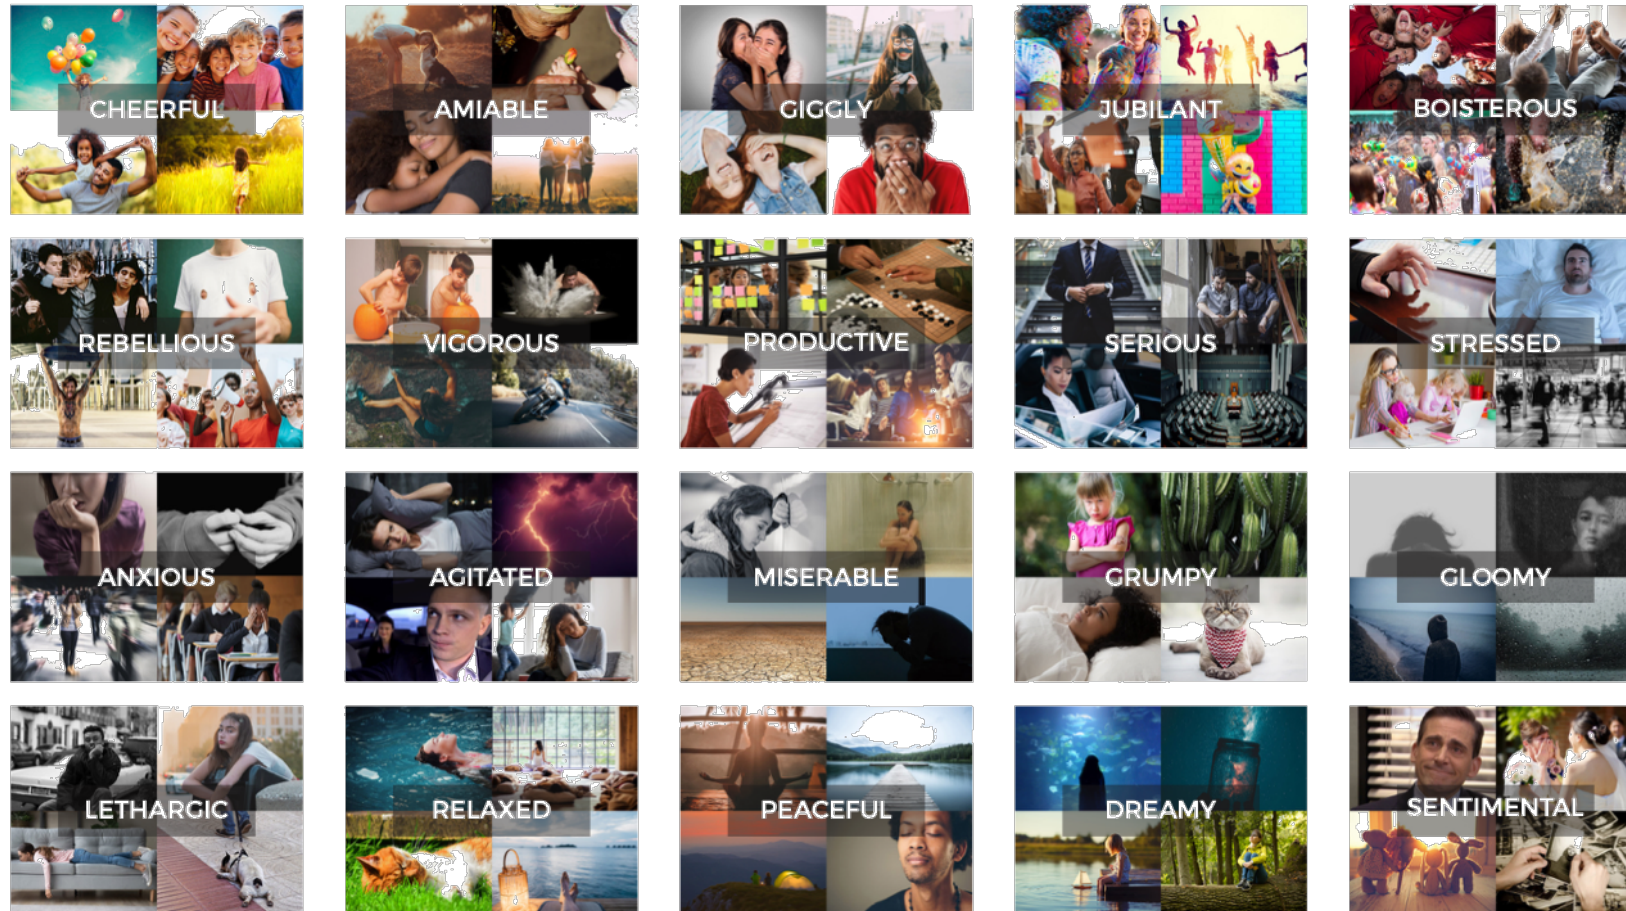 CHEERFUL
AMIABLE
GIGGLY
JUBILANT
BOISTEROUS
REBELLIOUS
VIGOROUS
PRODUCTIVE
SERIOUS
STRESSED
ANXIOUS
AGITATED
MISERABLE
GRUMPY
GLOOMY
LETHARGIC
RELAXED
PEACEFUL
DREAMY
SENTIMENTAL